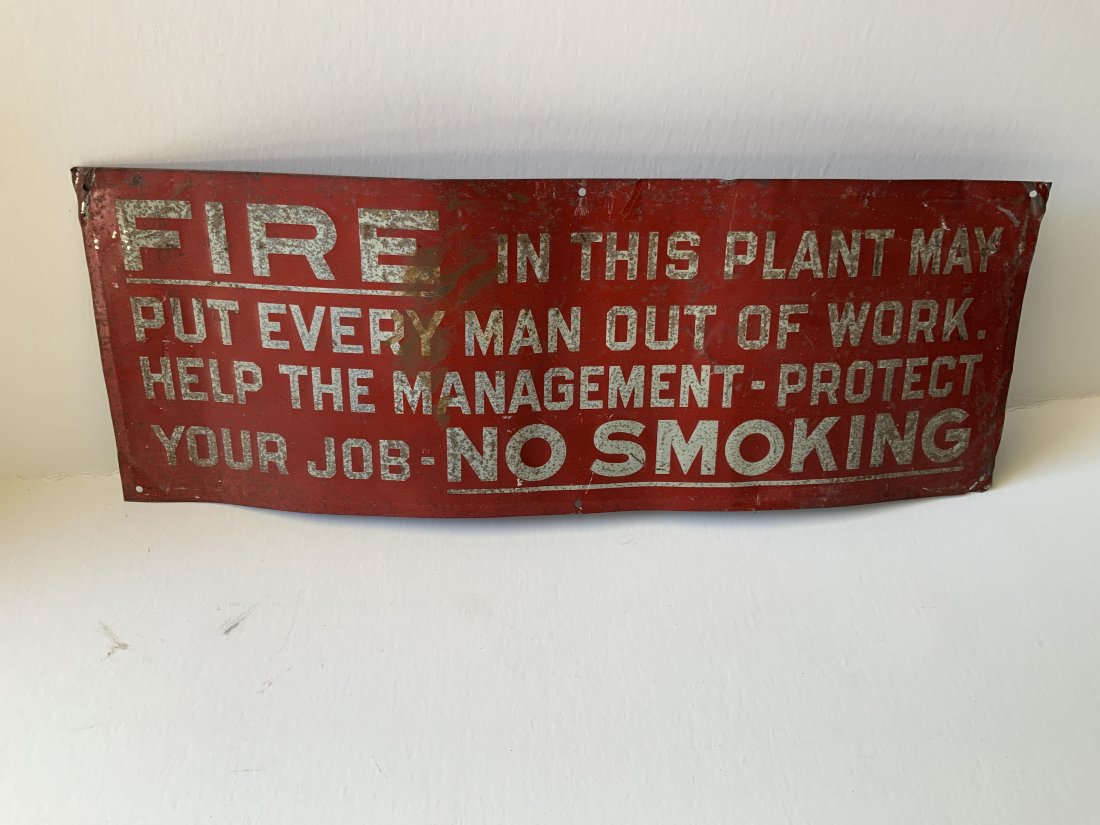 FIRE IN THIS PLANT MAY
PUT EVERY MAN OUT OF WORK.
HELP THE MANAGEMENT - PROTECT
YOUR JOB - NO SMOKING